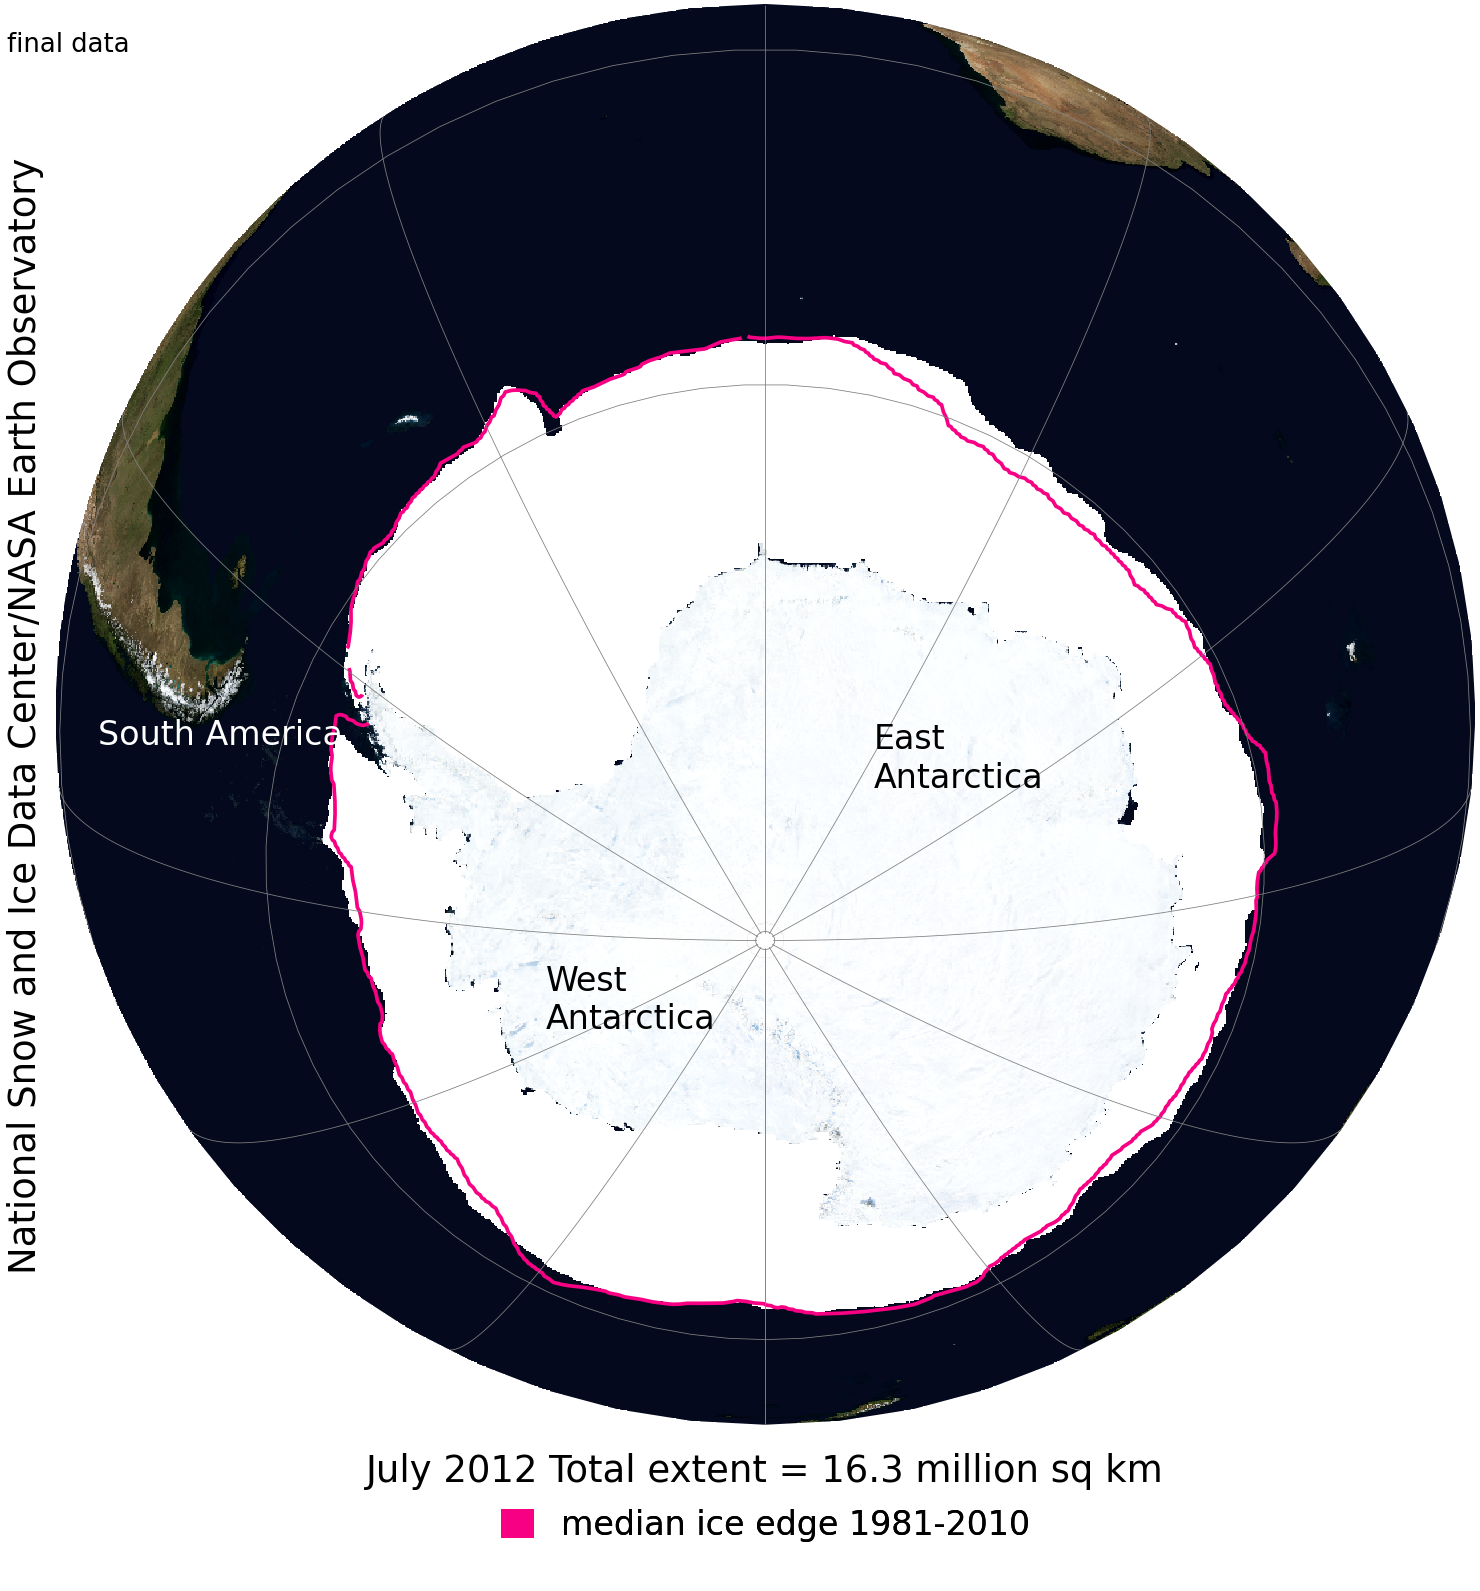 final data
National Snow and Ice Data Center/NASA Earth Observatory
South America
East
Antarctica
West
Antarctica
July 2012 Total extent = 16.3 million sq km
median ice edge 1981-2010